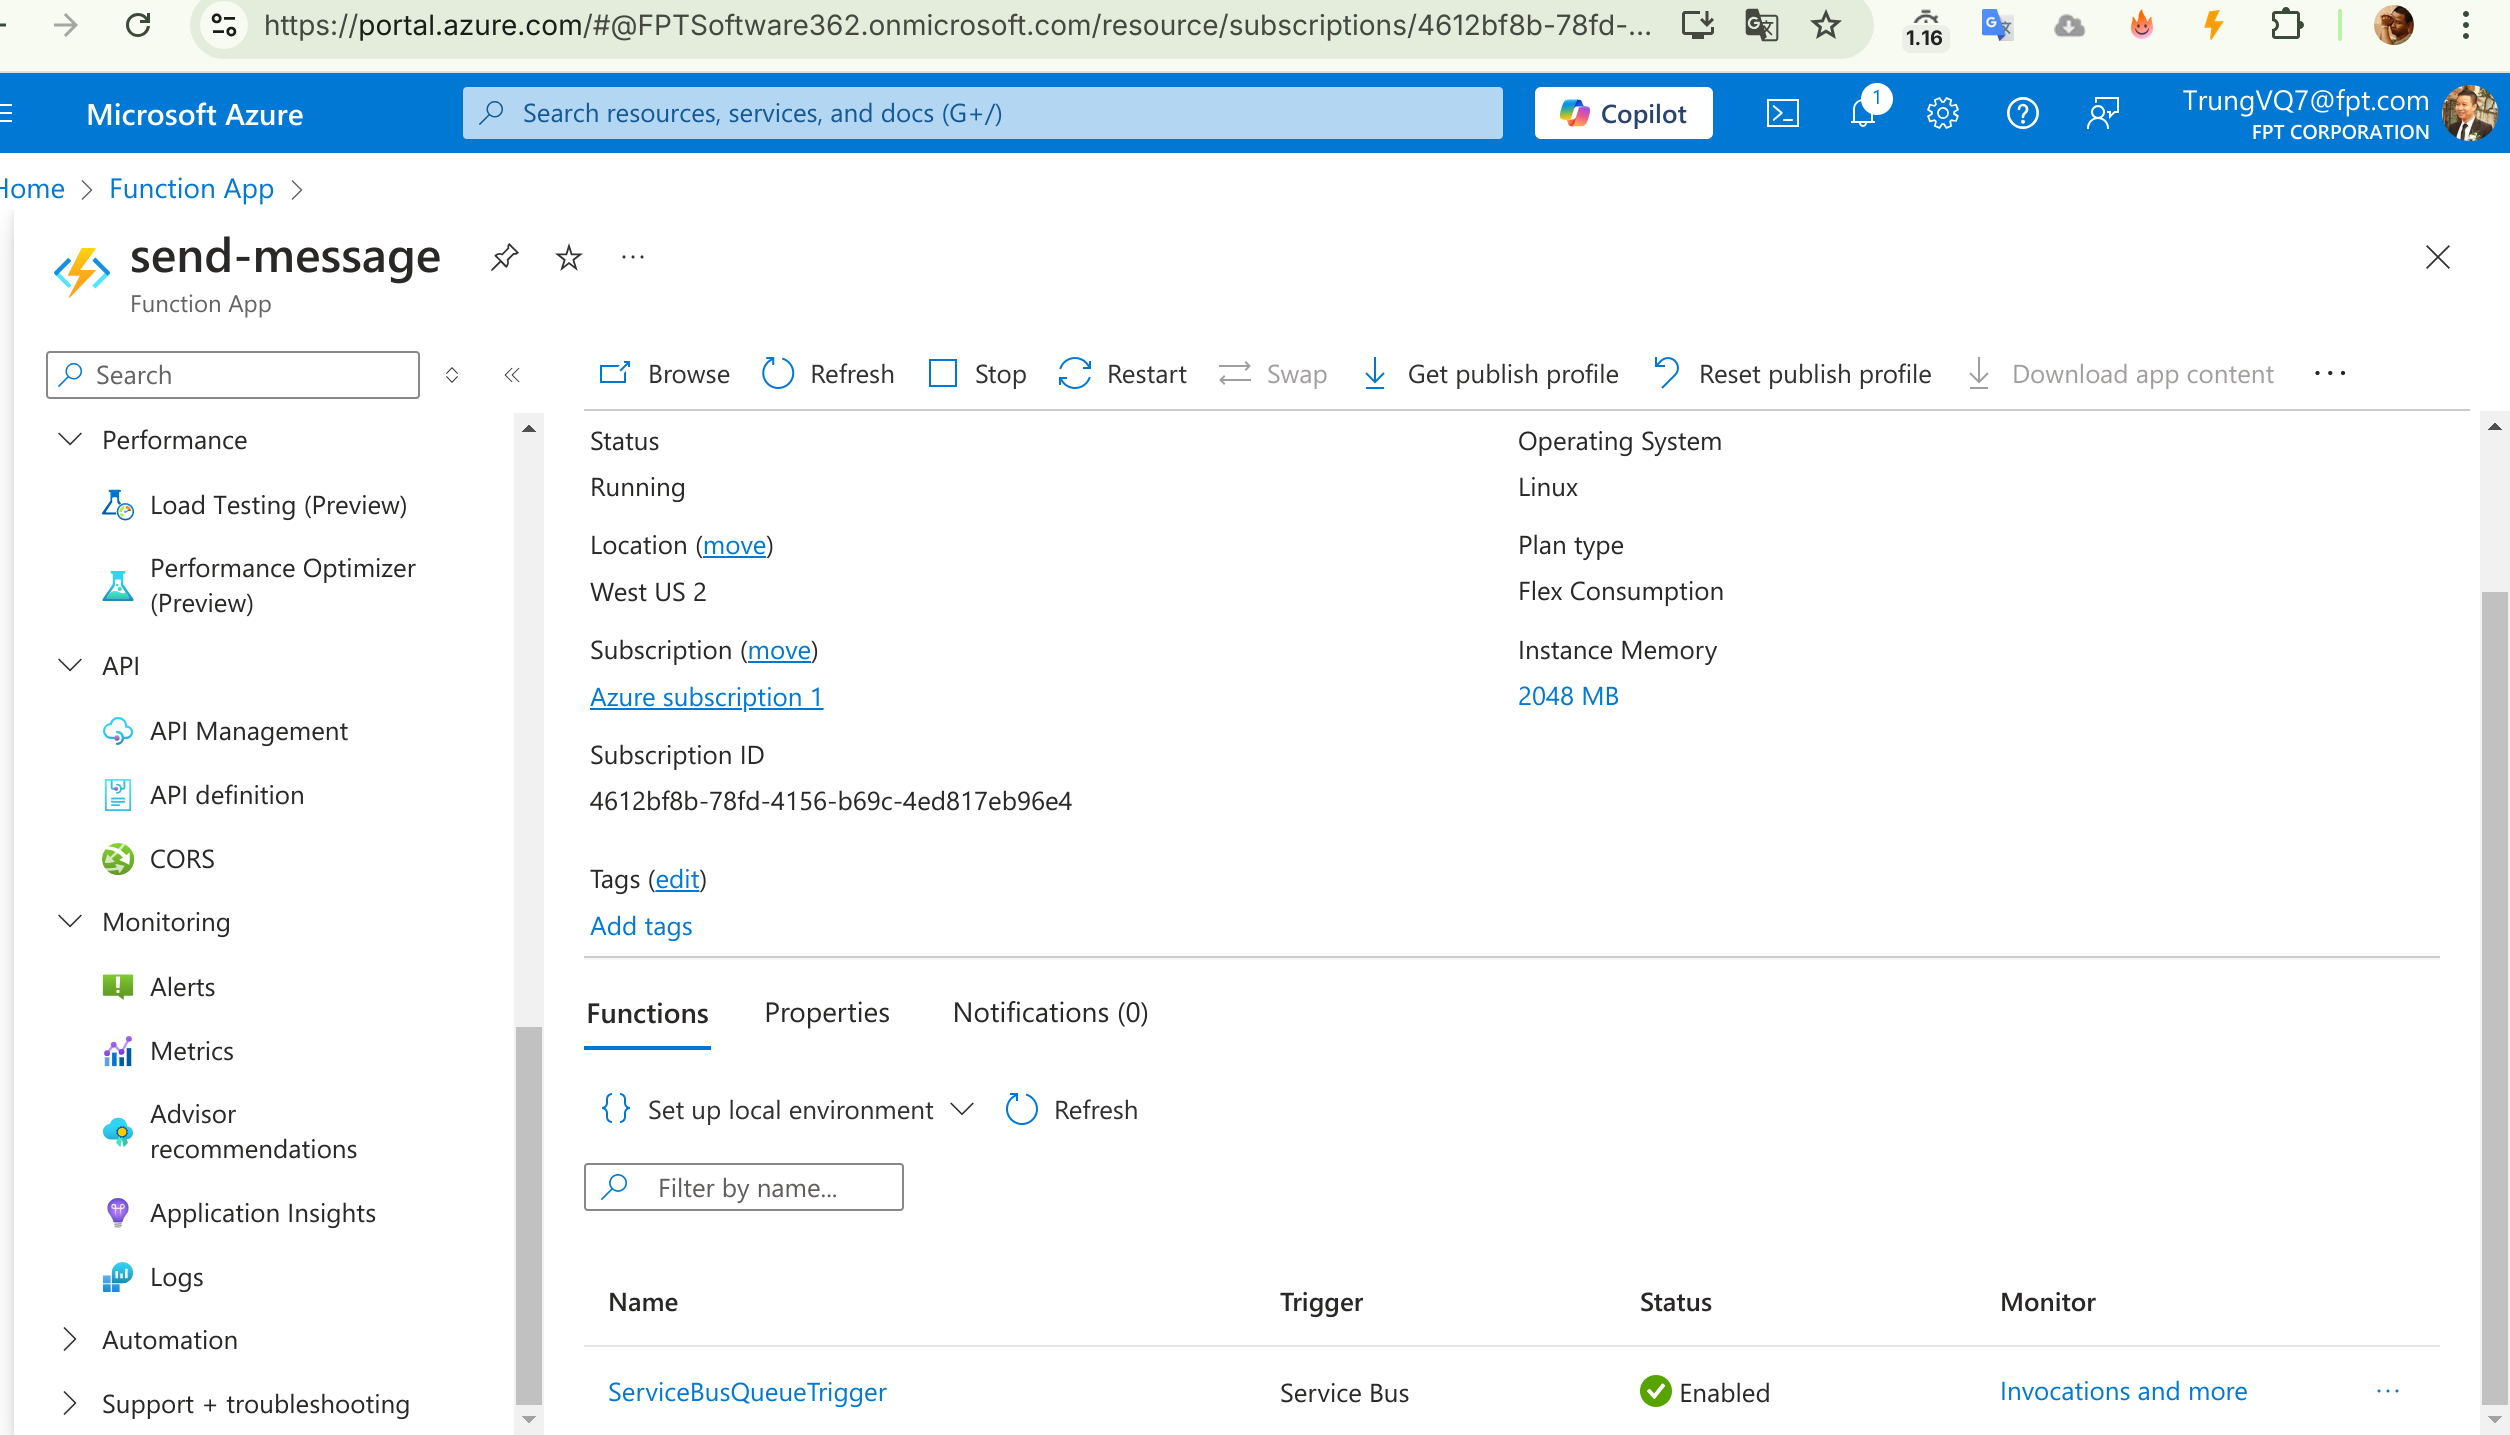 https://portal.azure.com/#@FPTSoftware362.onmicrosoft.com/resource/subscriptions/4612bf8b-78fd-...
1.16
Microsoft Azure
Search resources, services, and docs (G+/)
Copilot
1
TrungVQ7@fpt.com
FPT CORPORATION
Home > Function App >
send-message
...
Function App
Search
Browse
Refresh
Stop
Restart
Swap
Get publish profile
Reset publish profile
Download app content
...
Performance
Load Testing (Preview)
Performance Optimizer
(Preview)
API
API Management
API definition
CORS
Monitoring
Alerts
Metrics
Advisor
recommendations
Application Insights
Logs
Automation
Support + troubleshooting
Status
Running
Location (move)
West US 2
Subscription (move)
Azure subscription 1
Subscription ID
4612bf8b-78fd-4156-b69c-4ed817eb96e4
Tags (edit)
Add tags
Operating System
Linux
Plan type
Flex Consumption
Instance Memory
2048 MB
Functions
Properties
Notifications (0)
Set up local environment
Refresh
Filter by name...
Name Trigger Status Monitor
ServiceBusQueueTrigger Service Bus Enabled Invocations and more ...